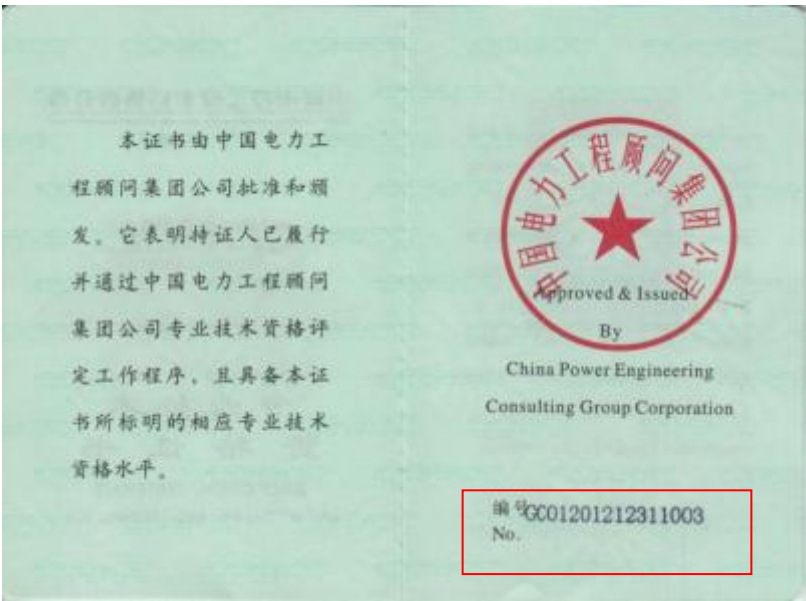 本证书由中国电力工
程顾问集团公司批准和颁
发。它表明持证人已履行
并通过中国电力工程顾问
集团公司专业技术资格评
定工作程序，且具备本证
书所标明的相应专业技术
资格水平。
中国电力工程顾问集团公司
Approved & Issued
By
China Power Engineering
Consulting Group Corporation
编号GC01201212311003
No.